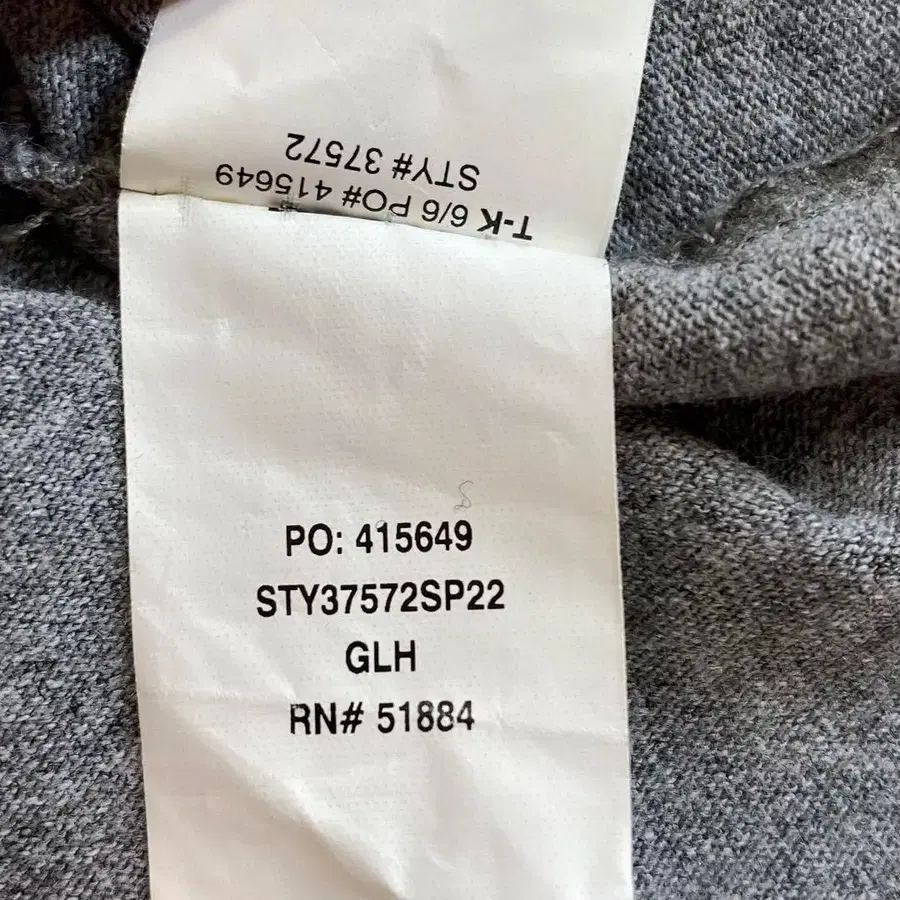 T-K 6/6 PO# 415649
STY# 37572
PO: 415649
STY37572SP22
GLH
RN# 51884